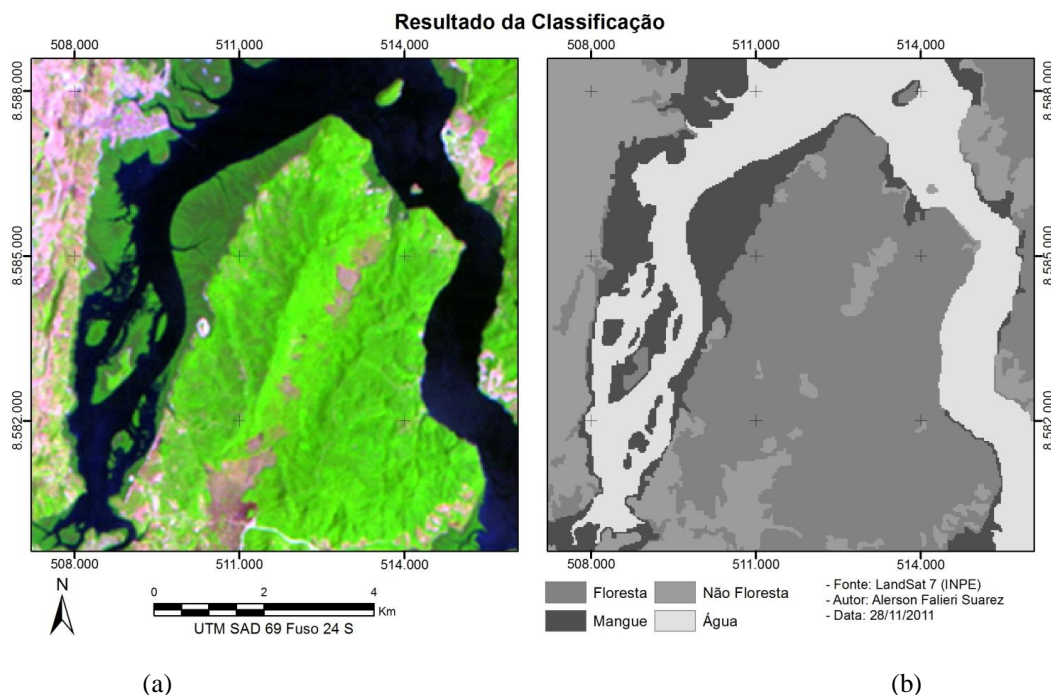 Resultado da Classificação
508.000 511.000 514.000
508.000 511.000 514.000
8.588.000
8.585.000
8.582.000
8.588.000
8.585.000
8.582.000
508.000 511.000 514.000
508.000 511.000 514.000
N
0 2 4
Km
UTM SAD 69 Fuso 24 S
Floresta Não Floresta
Mangue Água
- Fonte: LandSat 7 (INPE)
- Autor: Alerson Falieri Suarez
- Data: 28/11/2011
(a) (b)